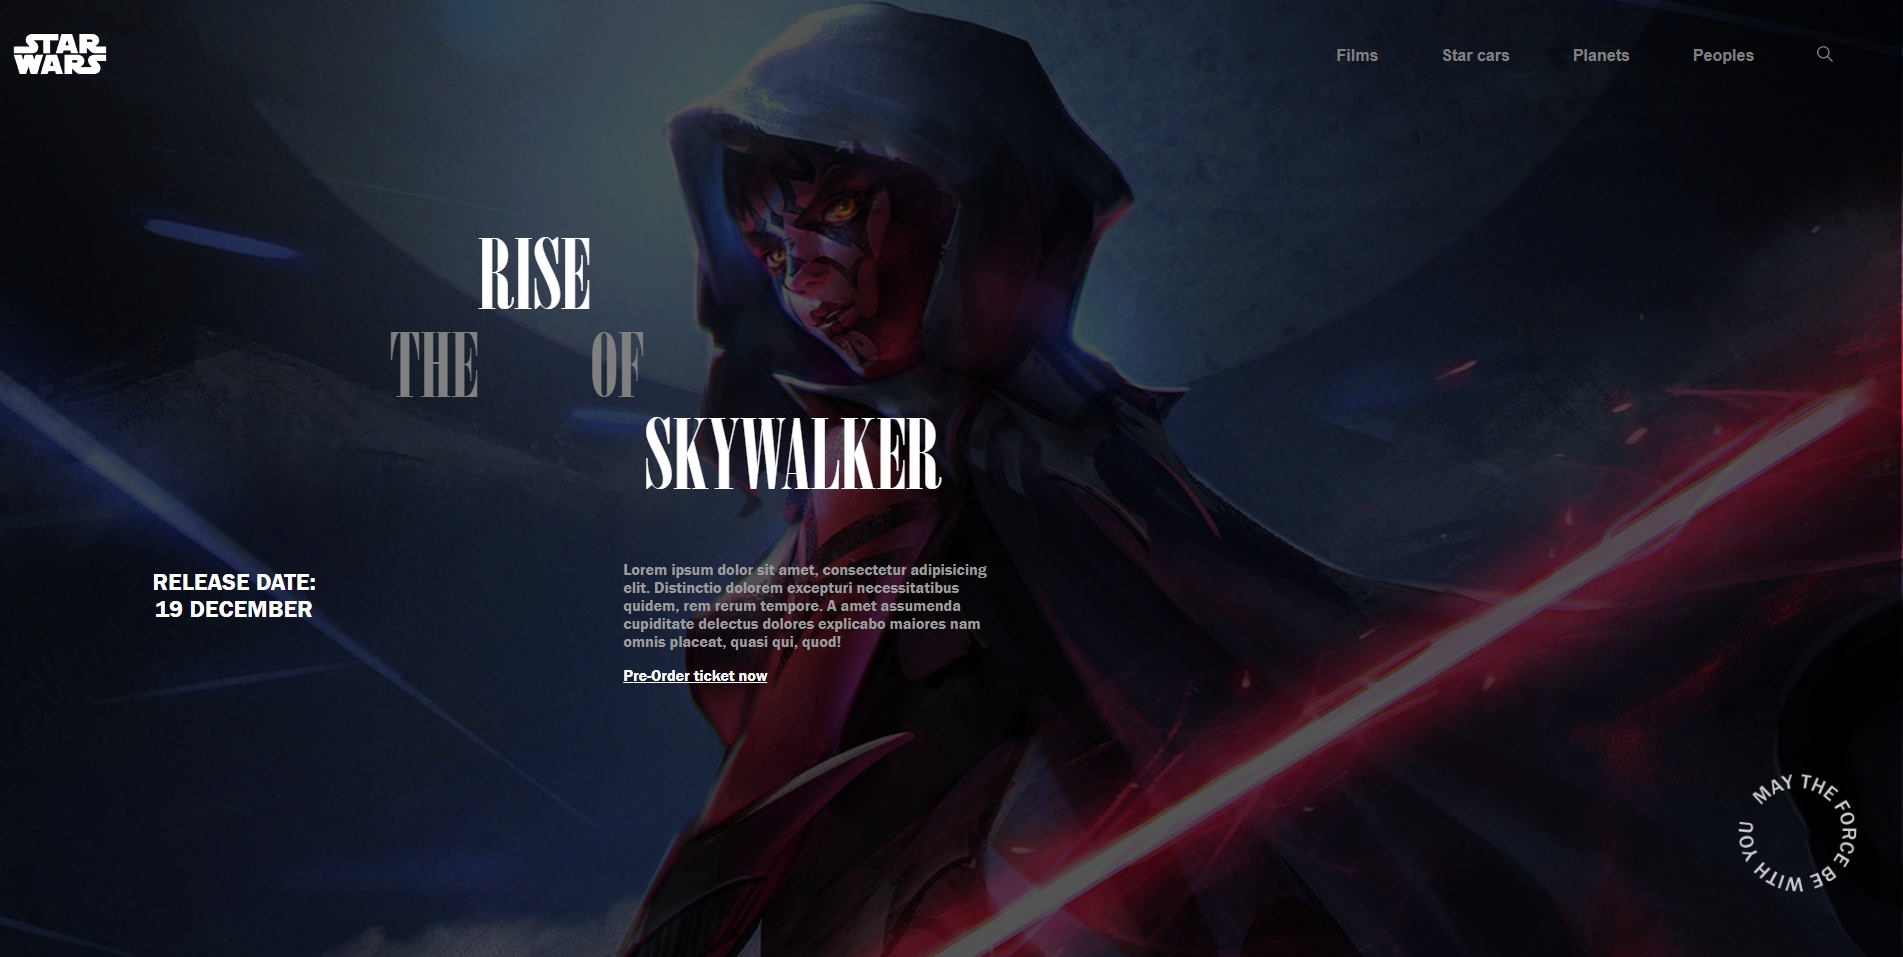 STAR
WARS
Films
Star cars
Planets
Peoples
RISE
THE OF
SKYWALKER
RELEASE DATE:
19 DECEMBER
Lorem ipsum dolor sit amet, consectetur adipisicing
elit. Distinctio dolorem excepturi necessitatibus
quidem, rem rerum tempore. A amet assumenda
cupiditate delectus dolores explicabo maiores nam
omnis placeat, quasi qui, quod!
Pre-Order ticket now
MAY THE FORCE BE WITH YOU